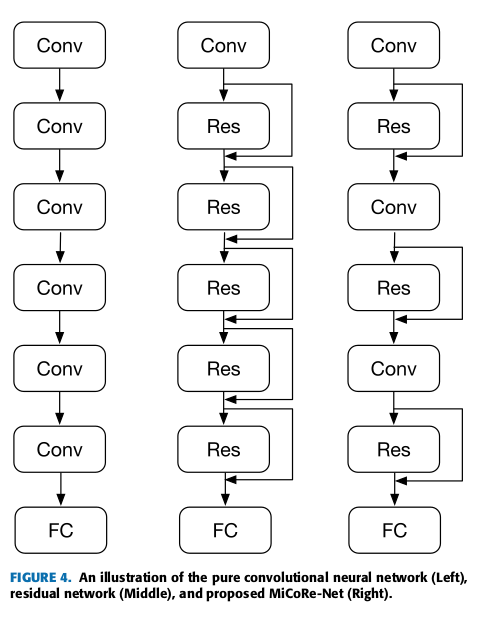 Conv
Conv
Conv
Conv
Conv
Conv
FC
Conv
Res
Res
Res
Res
Res
FC
Conv
Res
Conv
Res
Conv
Res
FC
FIGURE 4. An illustration of the pure convolutional neural network (Left),
residual network (Middle), and proposed MiCoRe-Net (Right).